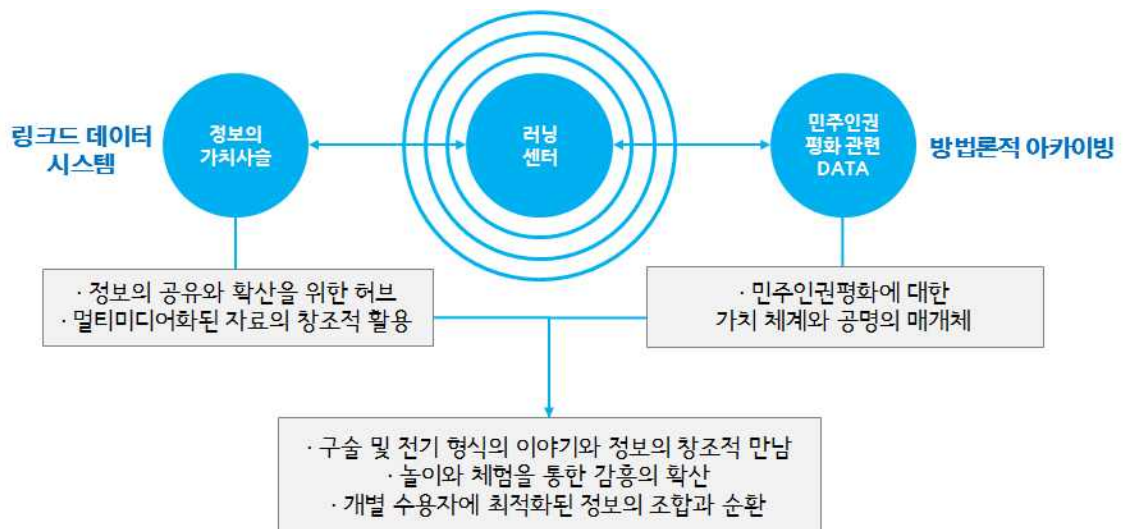 링크드 데이터
시스템
정보의
가치사슬
러닝
센터
민주인권
평화 관련
DATA
방법론적 아카이빙
· 정보의 공유와 확산을 위한 허브
· 멀티미디어화된 자료의 창조적 활용
· 민주인권평화에 대한
가치 체계와 공명의 매개체
· 구술 및 전기 형식의 이야기와 정보의 창조적 만남
· 놀이와 체험을 통한 감흥의 확산
· 개별 수용자에 최적화된 정보의 조합과 순환